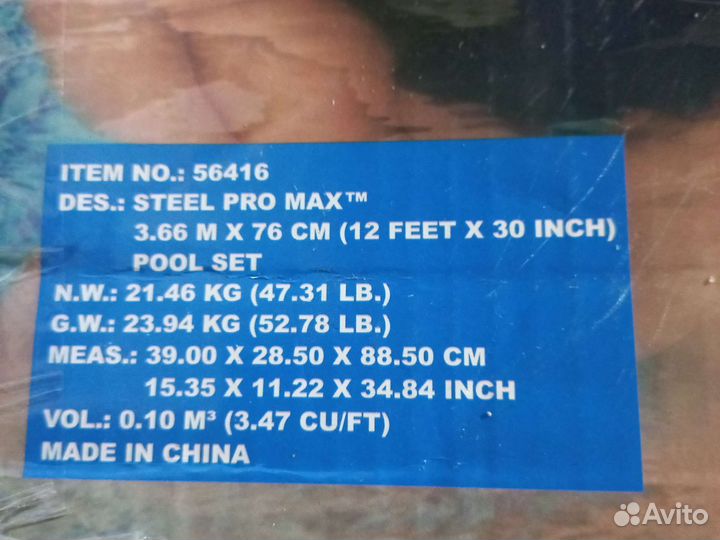 ITEM NO.: 56416
DES.: STEEL PRO MAX™
3.66 M X 76 CM (12 FEET X 30 INCH)
POOL SET
N.W.: 21.46 KG (47.31 LB.)
G.W.: 23.94 KG (52.78 LB.)
MEAS.: 39.00 X 28.50 X 88.50 CM
15.35 X 11.22 X 34.84 INCH
VOL.: 0.10 M³ (3.47 CU/FT)
MADE IN CHINA
Avito